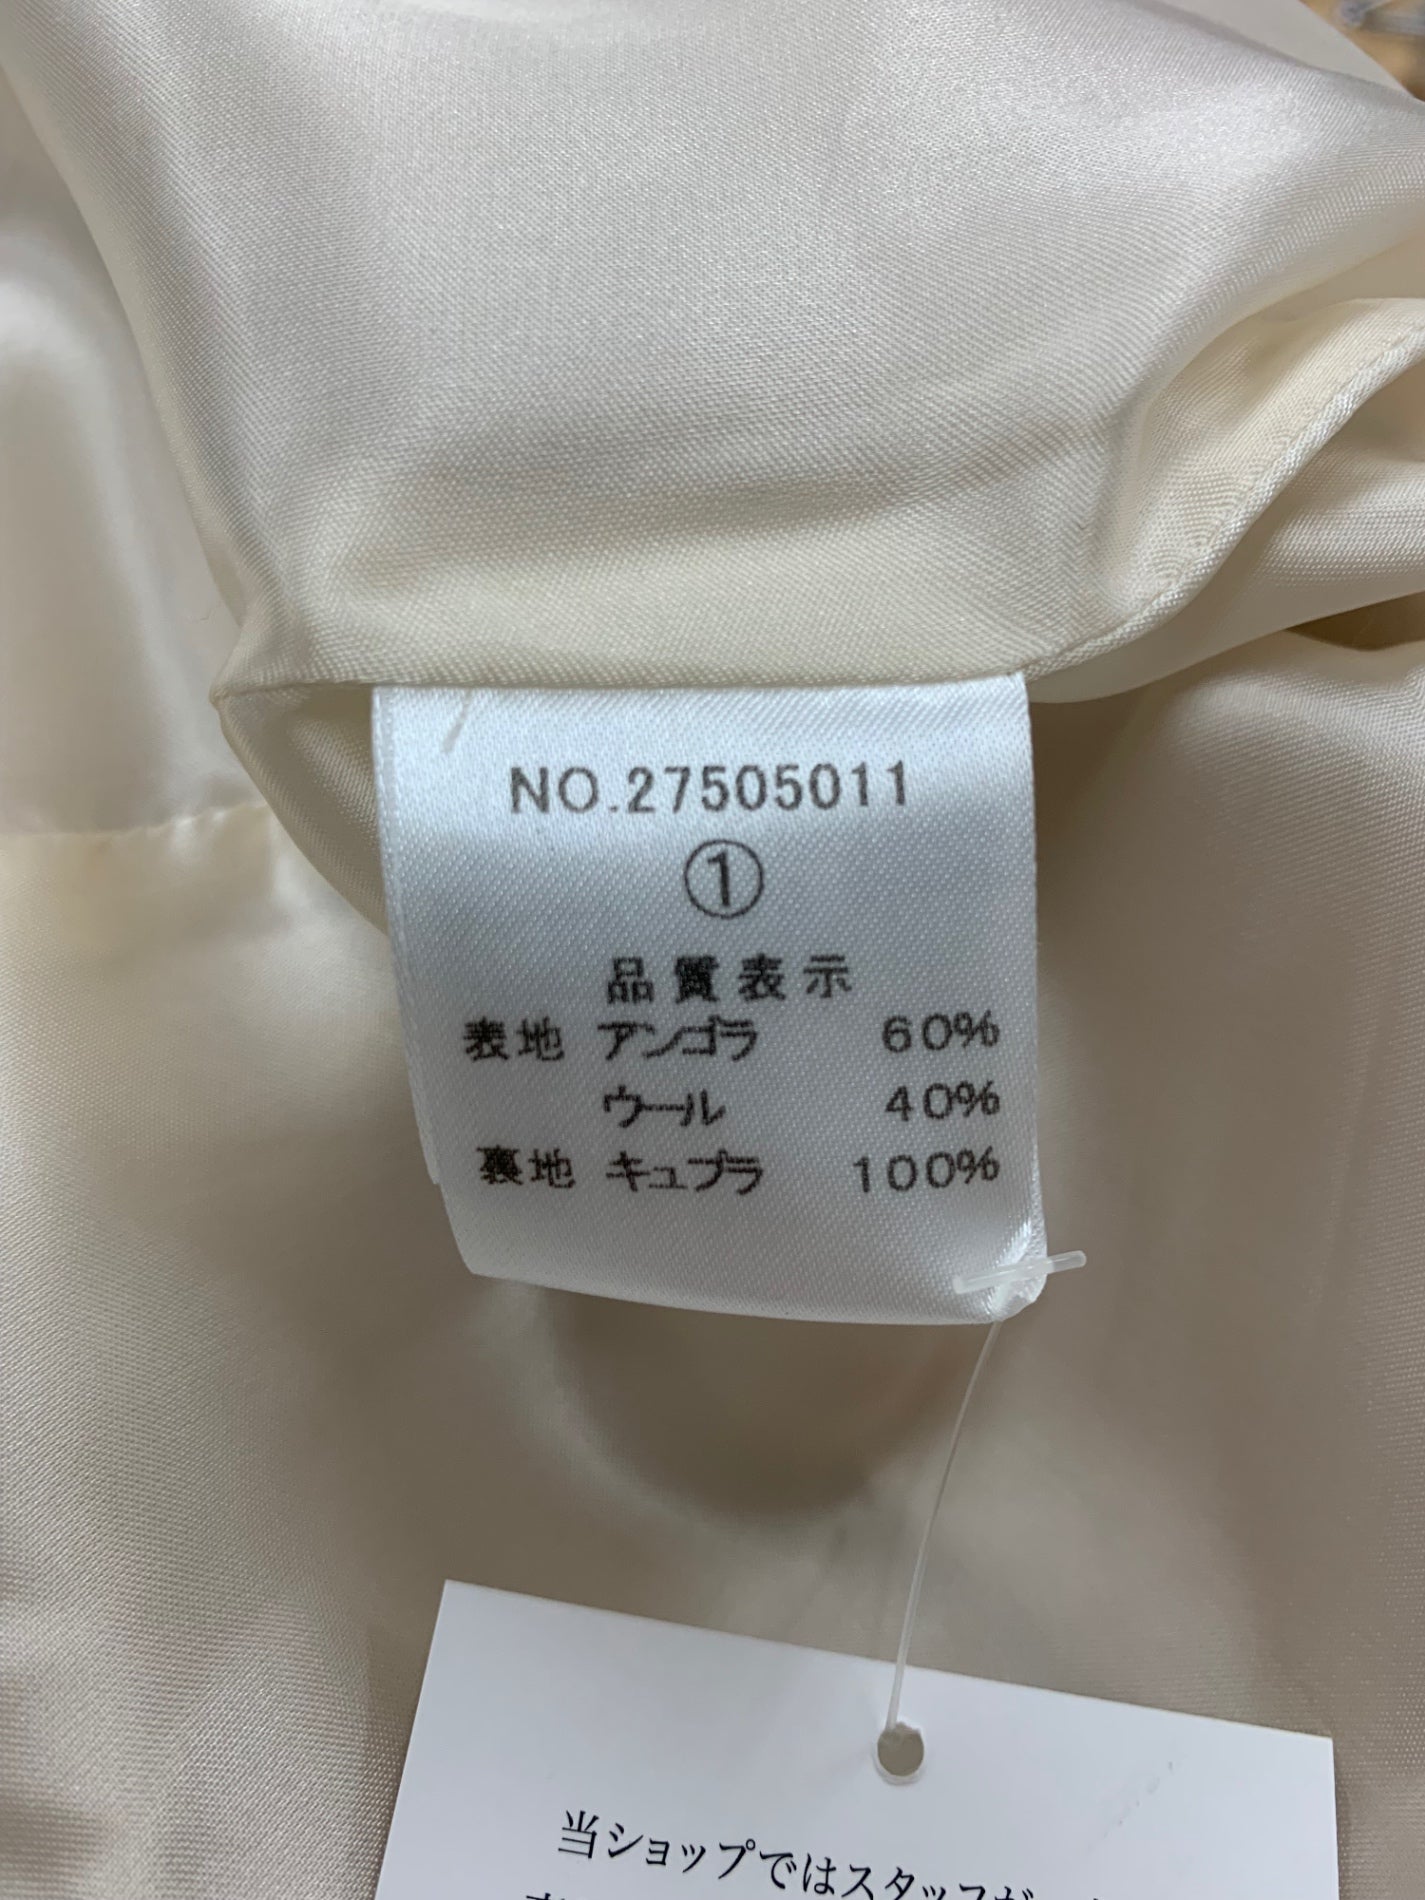 NO.27505011
①
品質表示
表地 アンゴラ 60%
ウール 40%
裏地 キュプラ 100%
当ショップではスタッフが